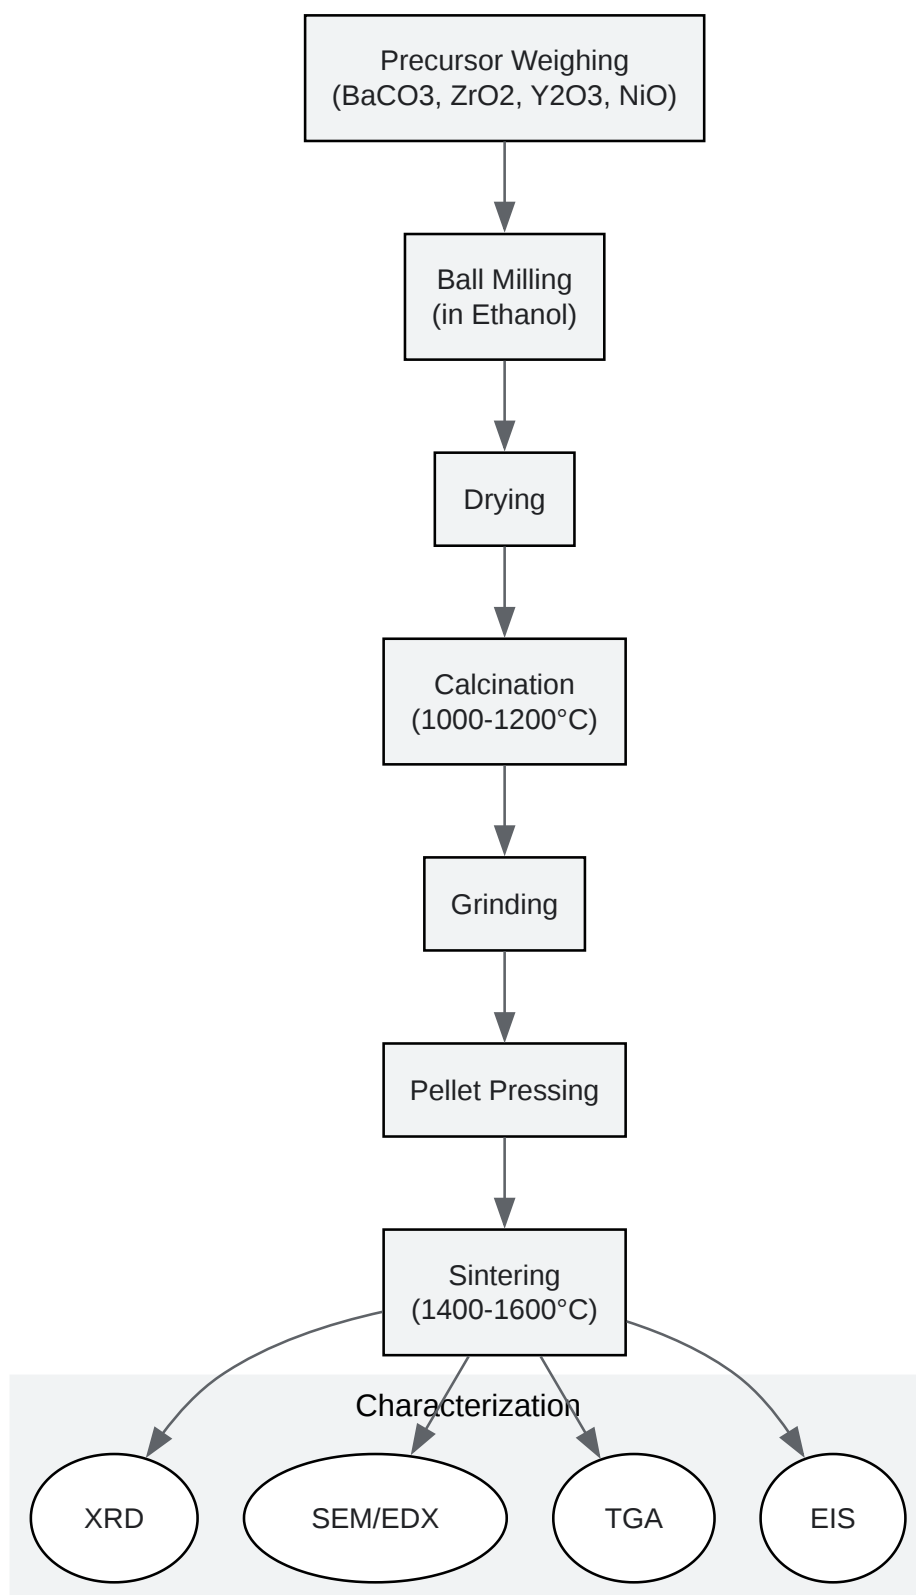 Precursor Weighing
(BaCO3, ZrO2, Y2O3, NiO)
Ball Milling
(in Ethanol)
Drying
Calcination
(1000-1200°C)
Grinding
Pellet Pressing
Sintering
(1400-1600°C)
Characterization
XRD
SEM/EDX
TGA
EIS